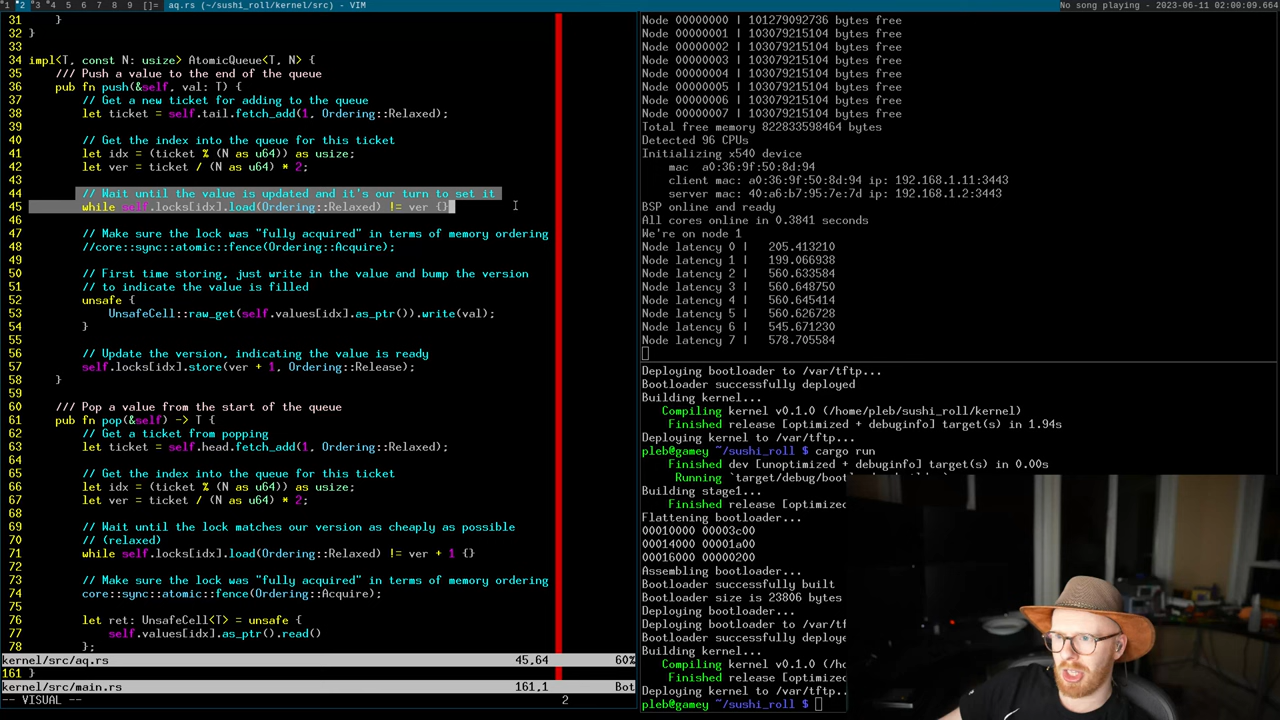 1 2 3 4 5 6 7 8 9 []= aq.rs (~/sushi_roll/kernel/src) - VIM
No song playing - 2023-06-11 02:00:09.664
31     }
32 }
33
34 impl<T, const N: usize> AtomicQueue<T, N> {
35     /// Push a value to the end of the queue
36     pub fn push(&self, val: T) {
37         // Get a new ticket for adding to the queue
38         let ticket = self.tail.fetch_add(1, Ordering::Relaxed);
39
40         // Get the index into the queue for this ticket
41         let idx = (ticket % (N as u64)) as usize;
42         let ver = ticket / (N as u64) * 2;
43
44         // Wait until the value is updated and it's our turn to set it
45         while self.locks[idx].load(Ordering::Relaxed) != ver {}
46
47         // Make sure the lock was "fully acquired" in terms of memory ordering
48         //core::sync::atomic::fence(Ordering::Acquire);
49
50         // First time storing, just write in the value and bump the version
51         // to indicate the value is filled
52         unsafe {
53             UnsafeCell::raw_get(self.values[idx].as_ptr()).write(val);
54         }
55
56         // Update the version, indicating the value is ready
57         self.locks[idx].store(ver + 1, Ordering::Release);
58     }
59
60     /// Pop a value from the start of the queue
61     pub fn pop(&self) -> T {
62         // Get a ticket from popping
63         let ticket = self.head.fetch_add(1, Ordering::Relaxed);
64
65         // Get the index into the queue for this ticket
66         let idx = (ticket % (N as u64)) as usize;
67         let ver = ticket / (N as u64) * 2;
68
69         // Wait until the lock matches our version as cheaply as possible
70         // (relaxed)
71         while self.locks[idx].load(Ordering::Relaxed) != ver + 1 {}
72
73         // Make sure the lock was "fully acquired" in terms of memory ordering
74         core::sync::atomic::fence(Ordering::Acquire);
75
76         let ret: UnsafeCell<T> = unsafe {
77             self.values[idx].as_ptr().read()
78         };
kernel/src/aq.rs 45,64 60%
161 }
kernel/src/main.rs 161,1 Bot
-- VISUAL -- 2
Node 00000000 | 101279092736 bytes free
Node 00000001 | 103079215104 bytes free
Node 00000002 | 103079215104 bytes free
Node 00000003 | 103079215104 bytes free
Node 00000004 | 103079215104 bytes free
Node 00000005 | 103079215104 bytes free
Node 00000006 | 103079215104 bytes free
Node 00000007 | 103079215104 bytes free
Total free memory 822833598464 bytes
Detected 96 CPUs
Initializing x540 device
    mac  a0:36:9f:50:8d:94
    client mac: a0:36:9f:50:8d:94 ip: 192.168.1.11:3443
    server mac: 40:a6:b7:95:7e:7d ip: 192.168.1.2:3443
BSP online and ready
All cores online in 0.3841 seconds
We're on node 1
Node latency 0 |   205.413210
Node latency 1 |   199.066938
Node latency 2 |   560.633584
Node latency 3 |   560.648750
Node latency 4 |   560.645414
Node latency 5 |   560.626728
Node latency 6 |   545.671230
Node latency 7 |   578.705584
Deploying bootloader to /var/tftp...
Bootloader successfully deployed
Building kernel...
   Compiling kernel v0.1.0 (/home/pleb/sushi_roll/kernel)
    Finished release [optimized + debuginfo] target(s) in 1.94s
Deploying kernel to /var/tftp...
pleb@gamey ~/sushi_roll $ cargo run
    Finished dev [unoptimized + debuginfo] target(s) in 0.00s
     Running `target/debug/
Building stage1...
    Finished release [optimize
Flattening bootloader...
00010000 00003c00
00014000 00001a00
00016000 00000200
Assembling bootloader...
Bootloader successfully built
Bootloader size is 23806 bytes
Deploying bootloader...
Deploying bootloader to /var/tf
Bootloader successfully deploye
Building kernel...
   Compiling kernel v0.1.0 (/ho
    Finished release [optimize
Deploying kernel to /var/tftp..
pleb@gamey ~/sushi_roll $